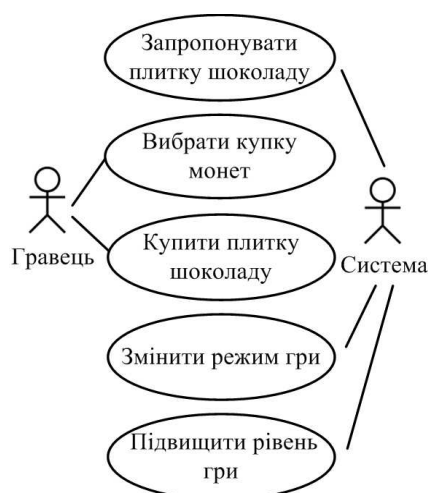 Запропонувати
плитку шоколаду
Вибрати купку
монет
Гравець
Купити плитку
шоколаду
Система
Змінити режим гри
Підвищити рівень
гри